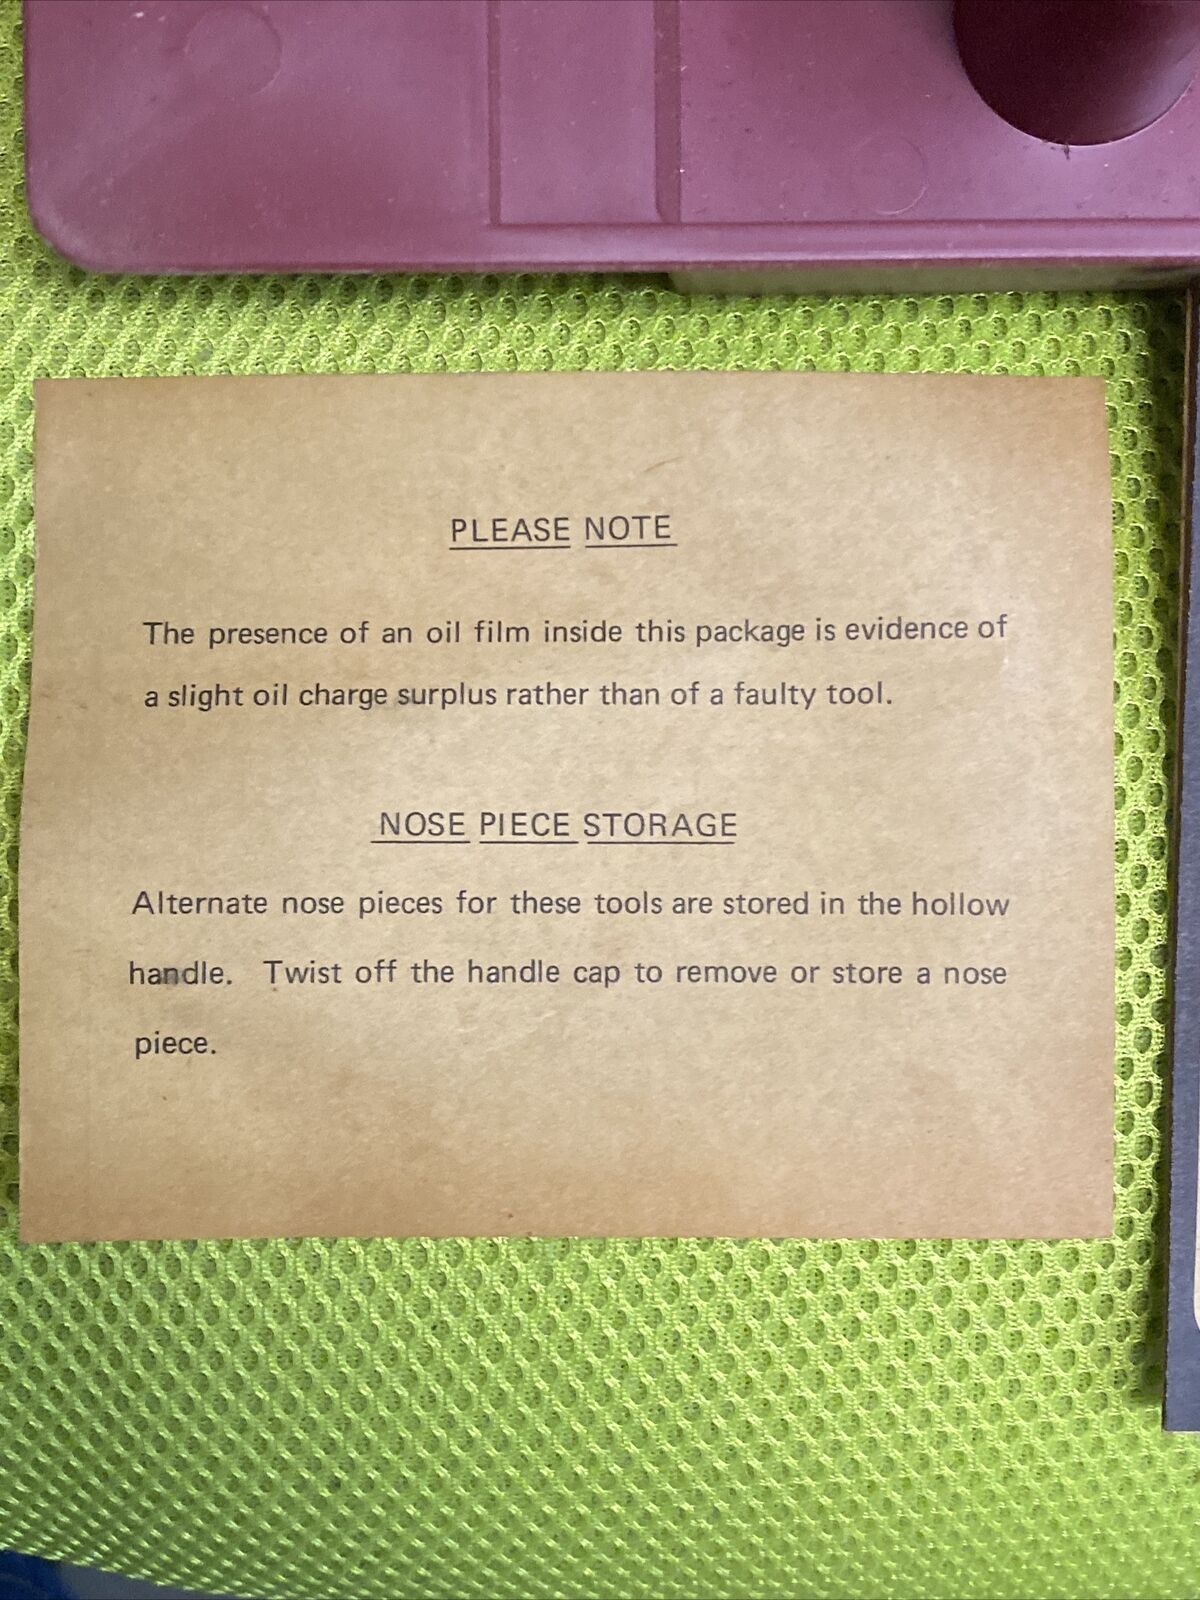 PLEASE NOTE
The presence of an oil film inside this package is evidence of
a slight oil charge surplus rather than of a faulty tool.
NOSE PIECE STORAGE
Alternate nose pieces for these tools are stored in the hollow
handle. Twist off the handle cap to remove or store a nose
piece.